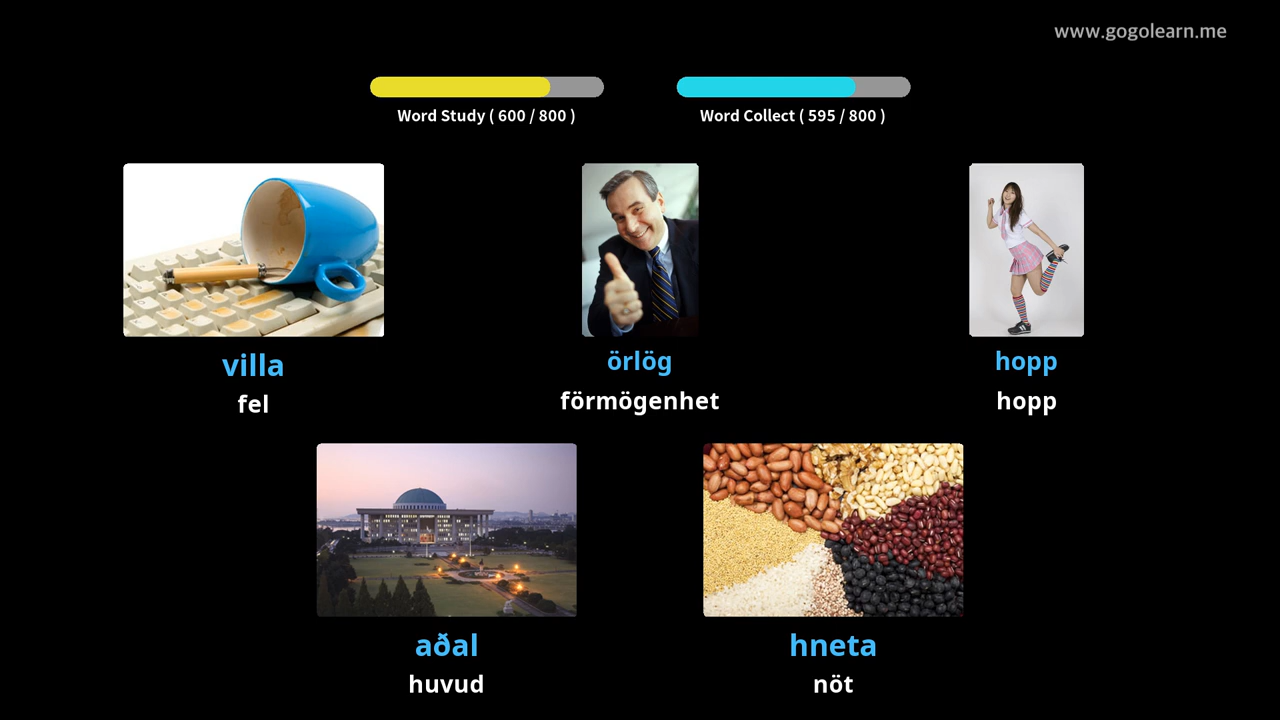 www.gogolearn.me
Word Study ( 600 / 800 )
Word Collect ( 595 / 800 )
villa
fel
örlög
förmögenhet
hopp
hopp
aðal
huvud
hneta
nöt